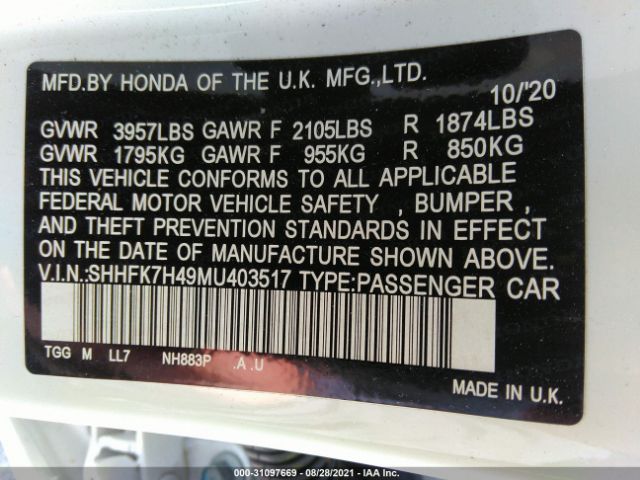 MFD.BY HONDA OF THE U.K. MFG.,LTD.
10/'20
GVWR 3957LBS GAWR F 2105LBS R 1874LBS
GVWR 1795KG GAWR F 955KG R 850KG
THIS VEHICLE CONFORMS TO ALL APPLICABLE
FEDERAL MOTOR VEHICLE SAFETY , BUMPER ,
AND THEFT PREVENTION STANDARDS IN EFFECT
ON THE DATE OF MANUFACTURE SHOWN ABOVE.
V.I.N.:SHHFK7H49MU403517 TYPE:PASSENGER CAR
TGG M LL7 NH883P .A .U
MADE IN U.K.
000-31097669 - 08/28/2021 - IAA Inc.